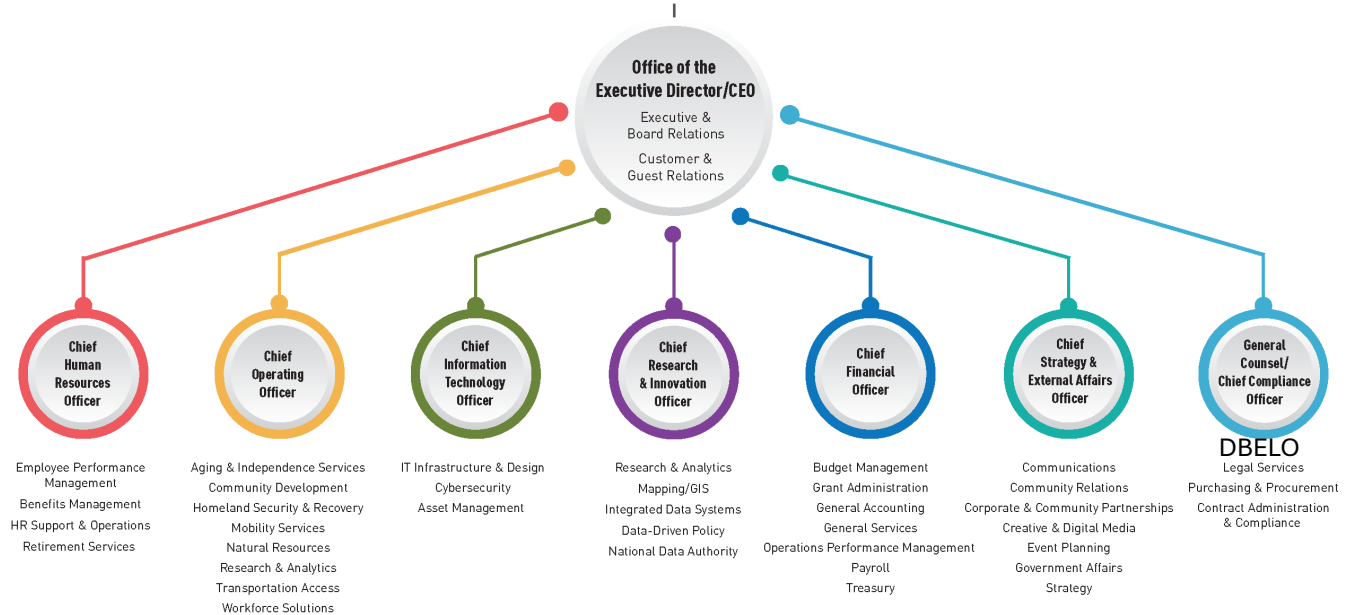 Office of the
Executive Director/CEO
Executive &
Board Relations
Customer &
Guest Relations
Chief
Human
Resources
Officer
Employee Performance
Management
Benefits Management
HR Support & Operations
Retirement Services
Chief
Operating
Officer
Aging & Independence Services
Community Development
Homeland Security & Recovery
Mobility Services
Natural Resources
Research & Analytics
Transportation Access
Workforce Solutions
Chief
Information
Technology
Officer
IT Infrastructure & Design
Cybersecurity
Asset Management
Chief
Research
& Innovation
Officer
Research & Analytics
Mapping/GIS
Integrated Data Systems
Data-Driven Policy
National Data Authority
Chief
Financial
Officer
Budget Management
Grant Administration
General Accounting
General Services
Operations Performance Management
Payroll
Treasury
Chief
Strategy &
External Affairs
Officer
Communications
Community Relations
Corporate & Community Partnerships
Creative & Digital Media
Event Planning
Government Affairs
Strategy
General
Counsel/
Chief Compliance
Officer
DBELO
Legal Services
Purchasing & Procurement
Contract Administration
& Compliance